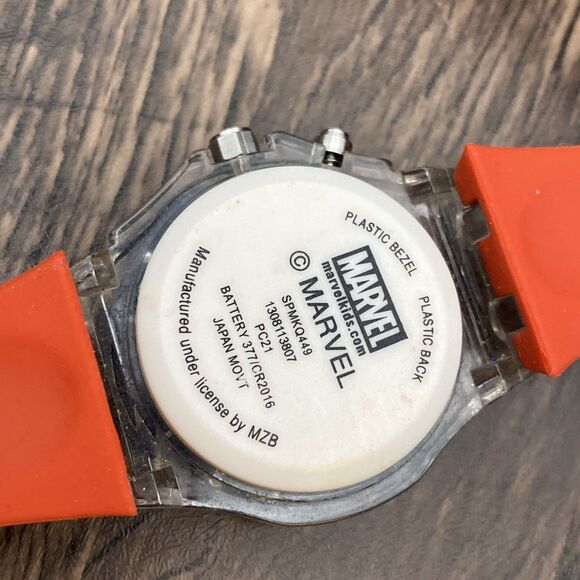 PLASTIC BEZEL
PLASTIC BACK
MARVEL
marvelkids.com
© MARVEL
SPMKQ449
1308113807
PC21
BATTERY 377/CR2016
JAPAN MOVT
Manufactured under license by MZB